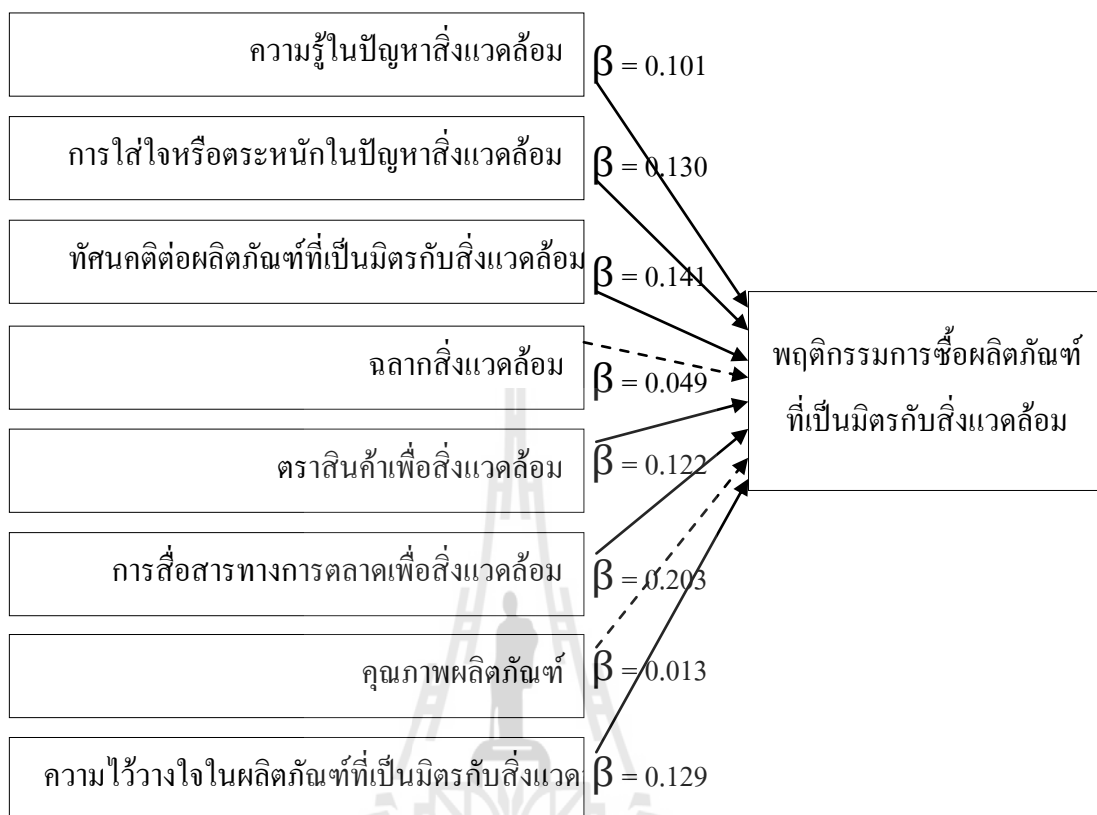 ความรู้ในปัญหาสิ่งแวดล้อม
β = 0.101
การใส่ใจหรือตระหนักในปัญหาสิ่งแวดล้อม
β = 0.130
ทัศนคติต่อผลิตภัณฑ์ที่เป็นมิตรกับสิ่งแวดล้อม
β = 0.141
ฉลากสิ่งแวดล้อม
β = 0.049
ตราสินค้าเพื่อสิ่งแวดล้อม
β = 0.122
การสื่อสารทางการตลาดเพื่อสิ่งแวดล้อม
β = 0.203
คุณภาพผลิตภัณฑ์
β = 0.013
ความไว้วางใจในผลิตภัณฑ์ที่เป็นมิตรกับสิ่งแวด
β = 0.129
พฤติกรรมการซื้อผลิตภัณฑ์
ที่เป็นมิตรกับสิ่งแวดล้อม